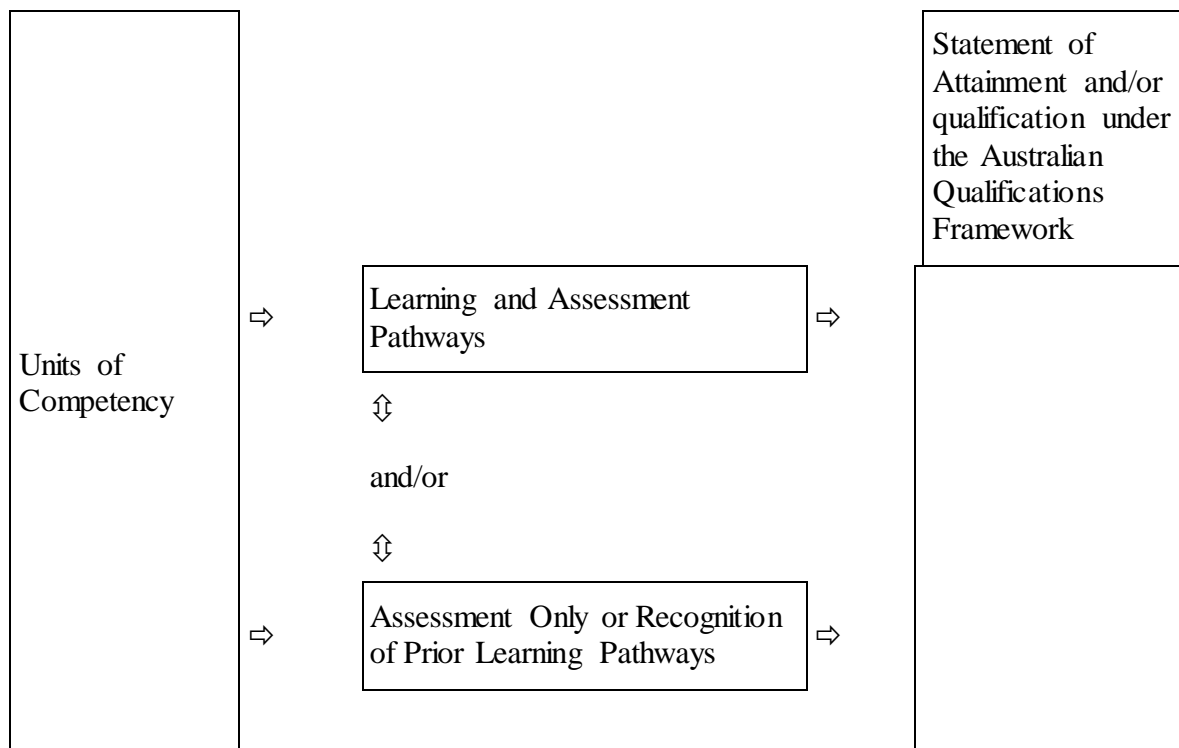 Statement of
Attainment and/or
qualification under
the Australian
Qualifications
Framework
Learning and Assessment
Pathways
⇨
⇨
Units of
Competency
⇕
and/or
⇕
Assessment Only or Recognition
of Prior Learning Pathways
⇨
⇨